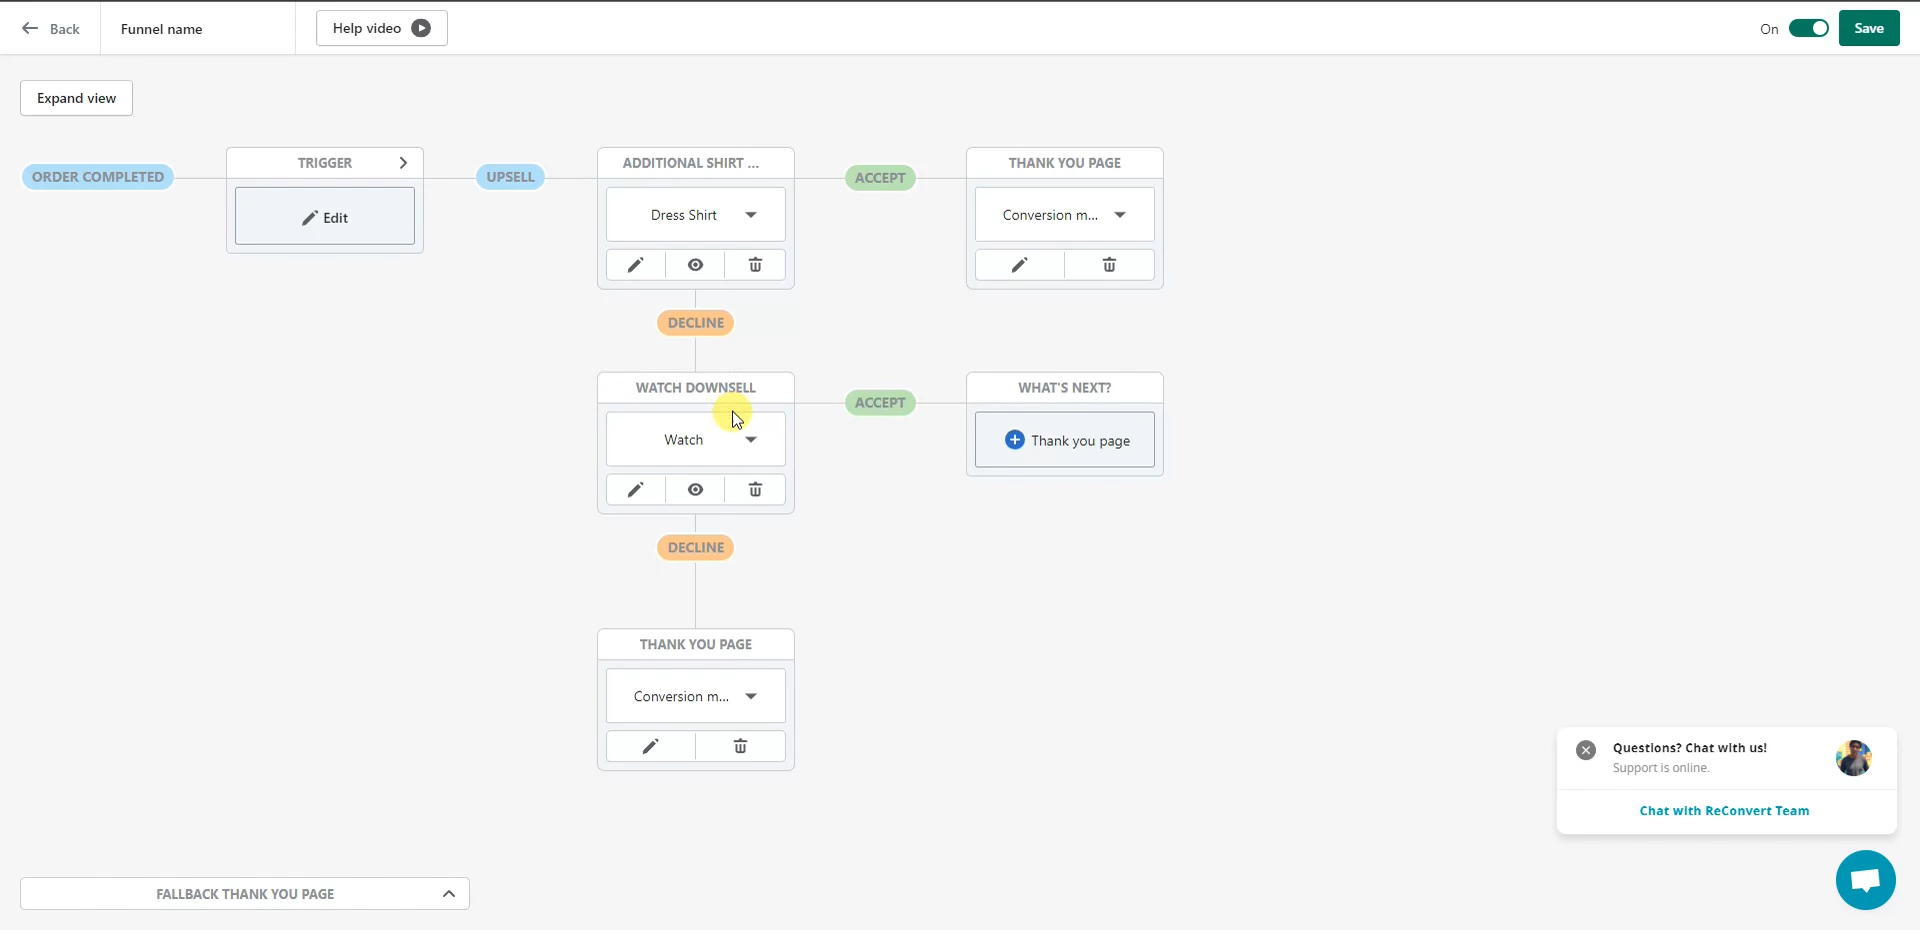 Back
Funnel name
Help video
On
Save
Expand view
ORDER COMPLETED
TRIGGER
Edit
UPSELL
ADDITIONAL SHIRT ...
Dress Shirt
ACCEPT
THANK YOU PAGE
Conversion m...
DECLINE
WATCH DOWNSELL
Watch
ACCEPT
WHAT'S NEXT?
Thank you page
DECLINE
THANK YOU PAGE
Conversion m...
Questions? Chat with us!
Support is online.
Chat with ReConvert Team
FALLBACK THANK YOU PAGE